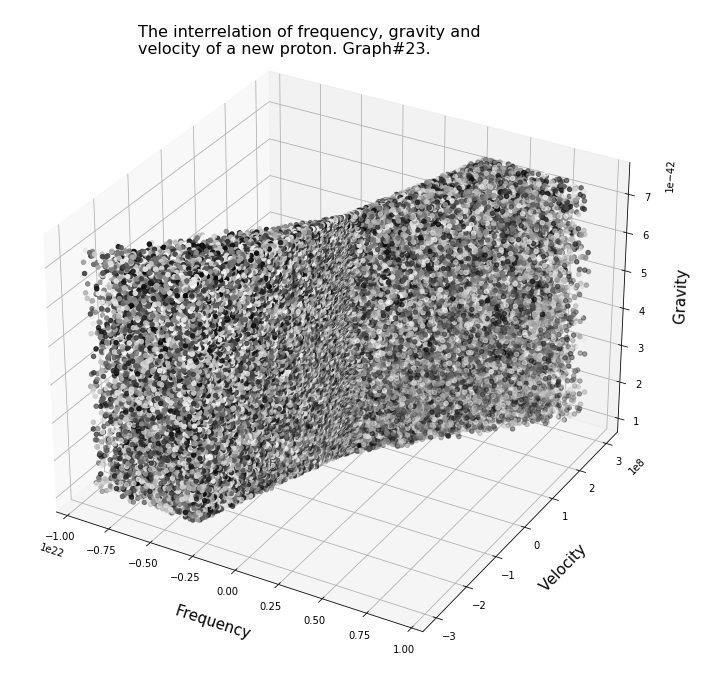 The interrelation of frequency, gravity and
velocity of a new proton. Graph#23.
1e−42
7
6
5
4
3
2
1
Gravity
3
1e8
2
1
0
−1
−2
−3
Velocity
−1.00
1e22
−0.75
−0.50
−0.25
0.00
0.25
0.50
0.75
1.00
Frequency